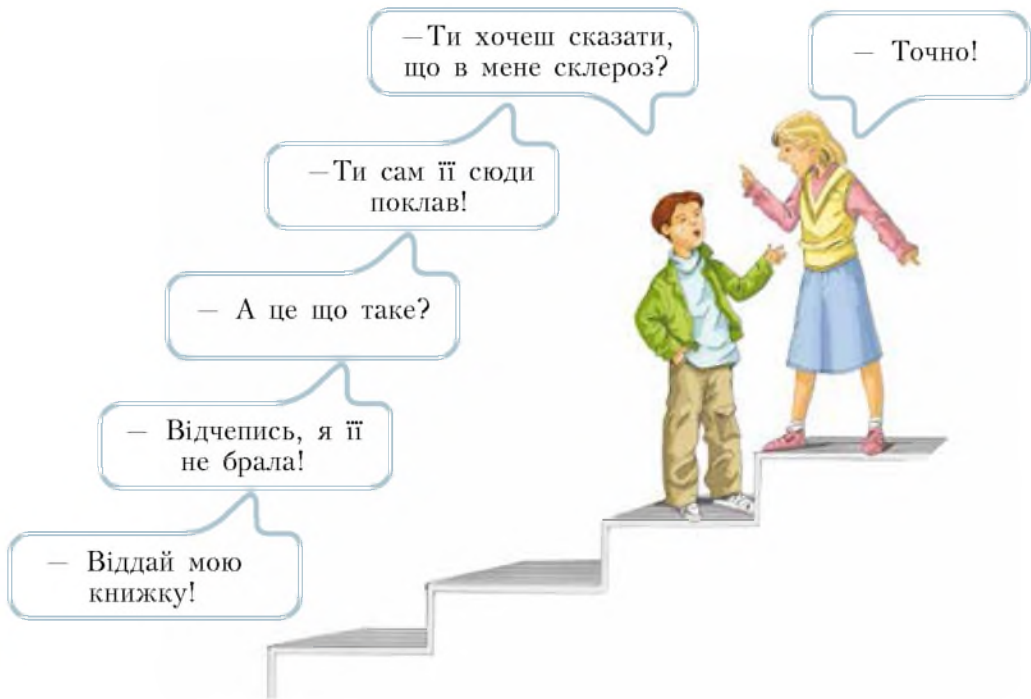 —Ти хочеш сказати,
що в мене склероз?
— Точно!
—Ти сам її сюди
поклав!
— А це що таке?
— Відчепись, я її
не брала!
— Віддай мою
книжку!